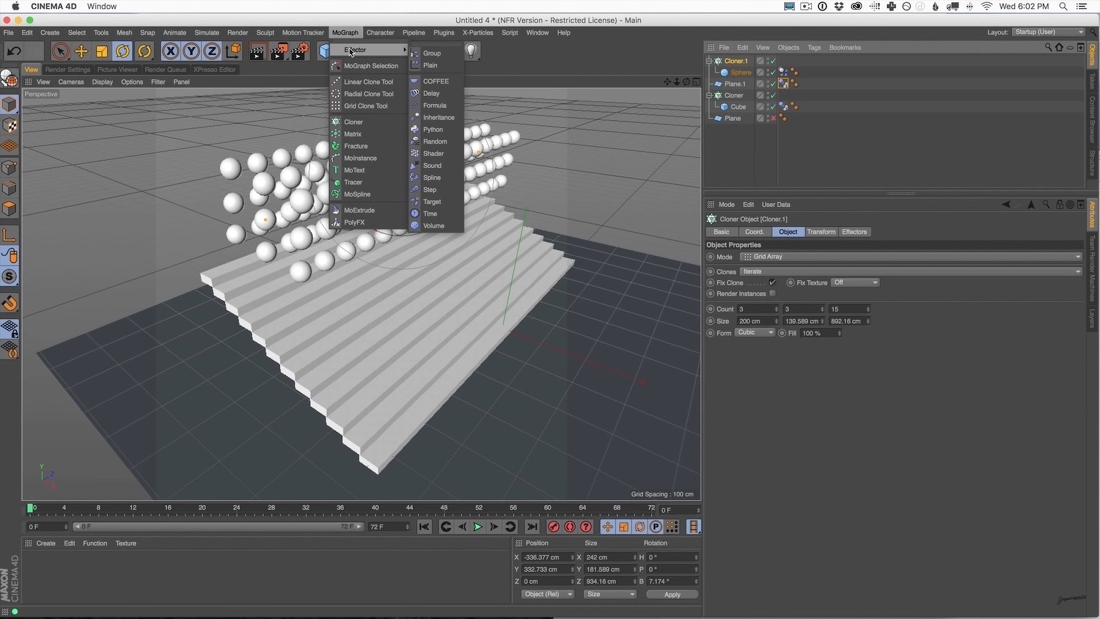 CINEMA 4D Window Wed 6:02 PM
Untitled 4 * (NFR Version - Restricted License) - Main
File Edit Create Select Tools Mesh Snap Animate Simulate Render Sculpt Motion Tracker MoGraph Character Pipeline Plugins X-Particles Script Window Help Layout: Startup (User)
X Y Z
View Render Settings Picture Viewer Render Queue XPresso Editor
View Cameras Display Options Filter Panel
Perspective
Effector
MoGraph Selection
Linear Clone Tool
Radial Clone Tool
Grid Clone Tool
Cloner
Matrix
Fracture
MoInstance
MoText
Tracer
MoSpline
MoExtrude
PolyFX
Group
Plain
COFFEE
Delay
Formula
Inheritance
Python
Random
Shader
Sound
Spline
Step
Target
Time
Volume
Grid Spacing : 100 cm
File Edit View Objects Tags Bookmarks
Cloner.1
Sphere
Plane.1
Cloner
Cube
Plane
Mode Edit User Data
Cloner Object [Cloner.1]
Basic Coord. Object Transform Effectors
Object Properties
Mode Grid Array
Clones Iterate
Fix Clone Fix Texture Off
Render Instances
Count 3 3 15
Size 200 cm 139.589 cm 892.16 cm
Form Cubic Fill 100 %
Objects
Content Browser
Structure
Attributes
Layers
0 4 8 12 16 20 24 28 32 36 40 44 48 52 56 60 64 68 72 0 F
0 F 0 F 72 F 72 F
Create Edit Function Texture
Position Size Rotation
X -336.377 cm X 242 cm H 0 °
Y 332.733 cm Y 181.589 cm P 0 °
Z 0 cm Z 934.16 cm B 7.174 °
Object (Rel) Size Apply
MAXON
CINEMA 4D